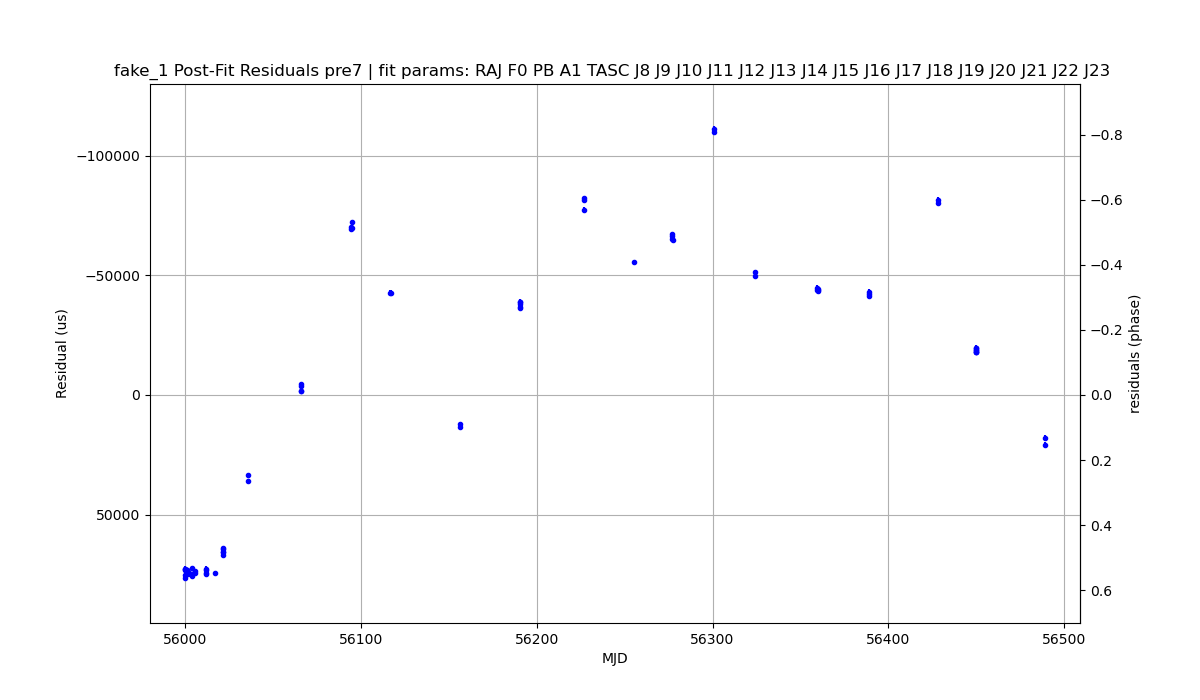 fake_1 Post-Fit Residuals pre7 | fit params: RAJ F0 PB A1 TASC J8 J9 J10 J11 J12 J13 J14 J15 J16 J17 J18 J19 J20 J21 J22 J23
−100000
−50000
0
50000
Residual (us)
−0.8
−0.6
−0.4
−0.2
0.0
0.2
0.4
0.6
residuals (phase)
56000 56100 56200 56300 56400 56500
MJD